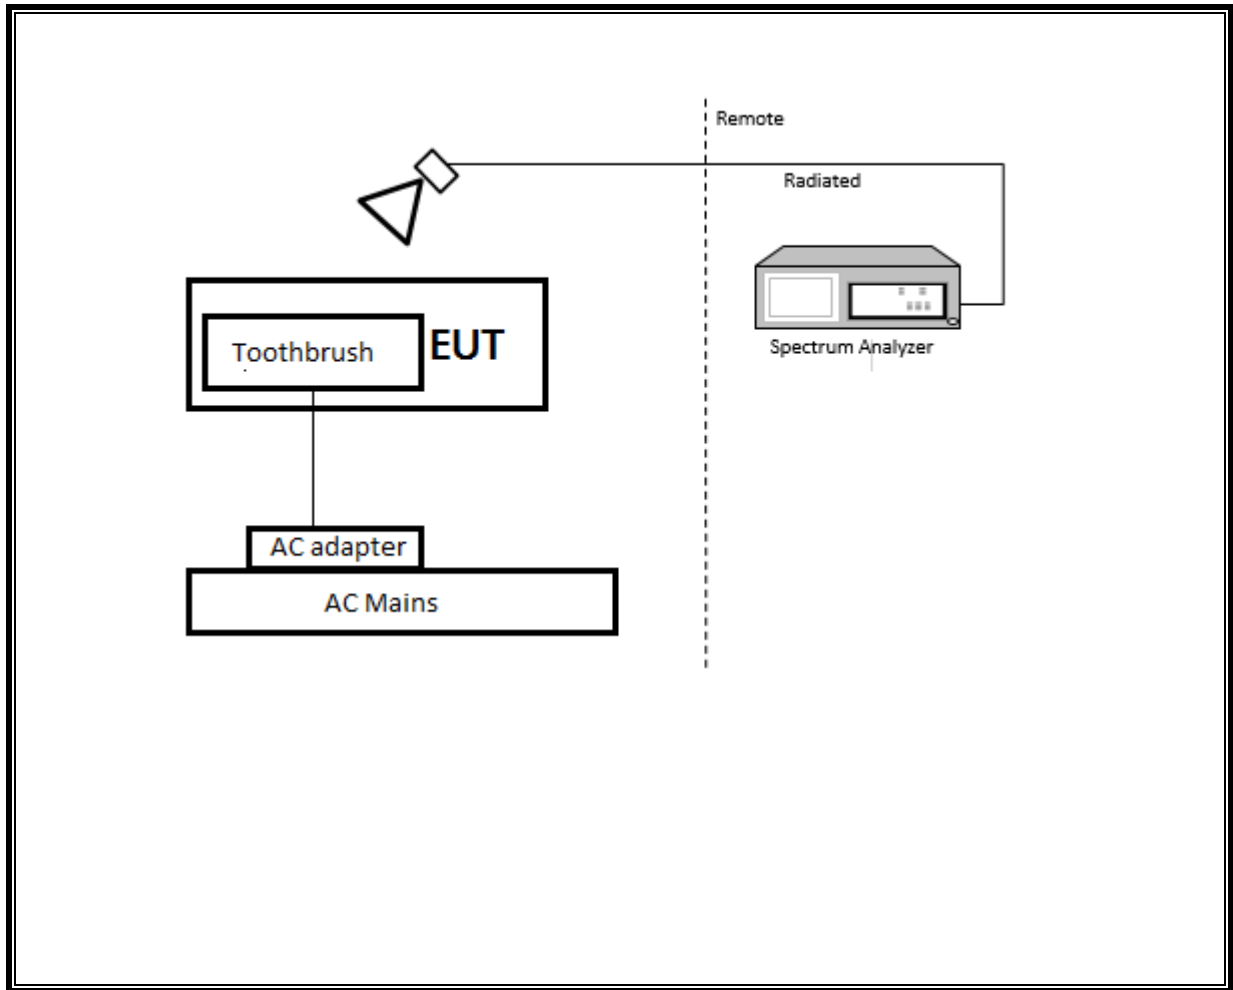 Remote
Radiated
Toothbrush
EUT
Spectrum Analyzer
AC adapter
AC Mains